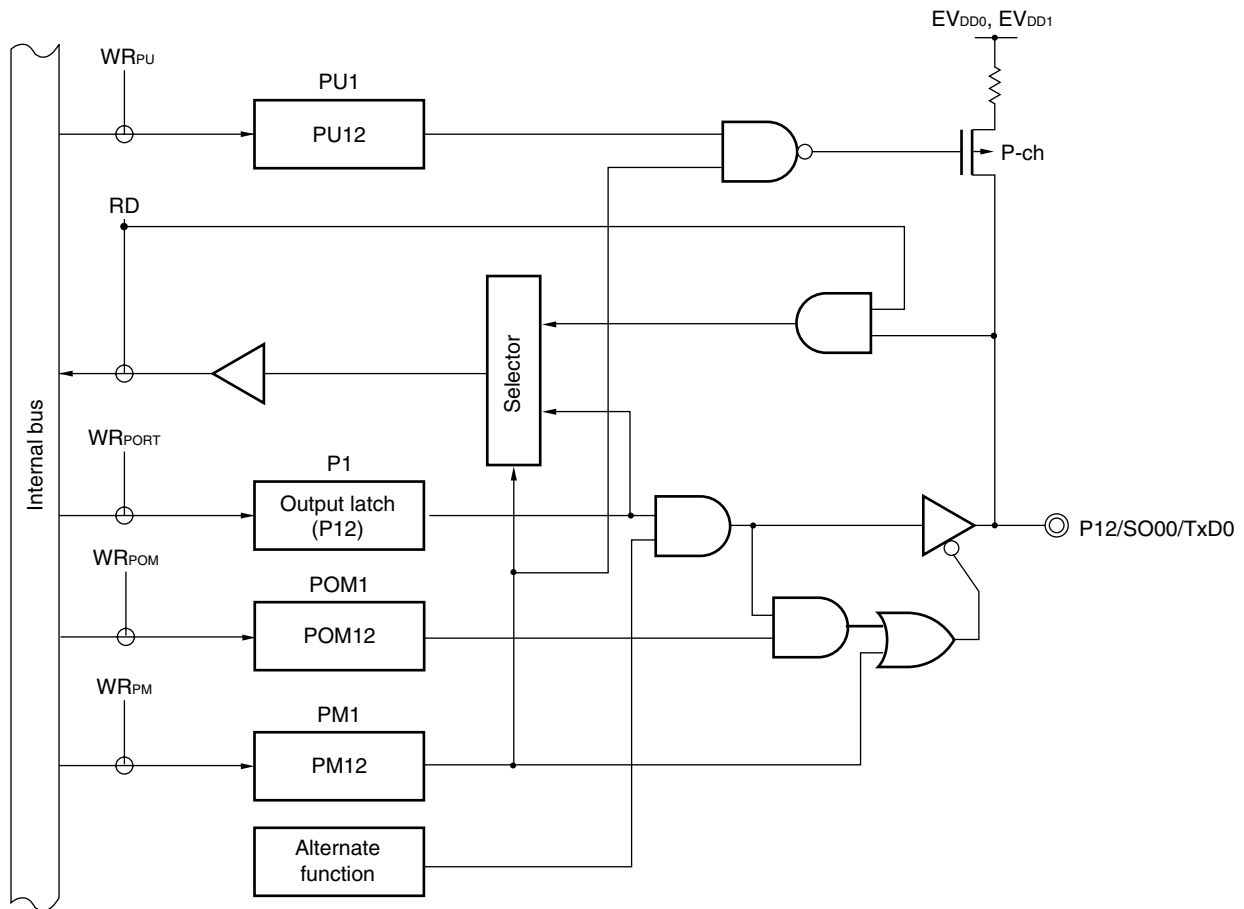 EVDD0, EVDD1
WRPU
PU1
PU12
P-ch
RD
Selector
Internal bus
WRPORT
P1
Output latch
(P12)
P12/SO00/TxD0
WRPOM
POM1
POM12
WRPM
PM1
PM12
Alternate
function